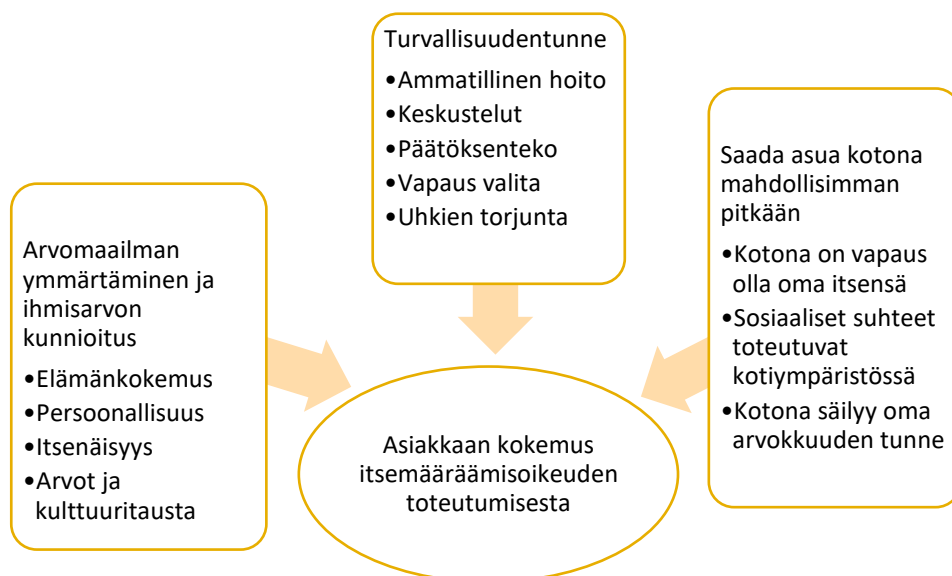 Arvomaailman
ymmärtäminen ja
ihmisarvon
kunnioitus
•Elämänkokemus
•Persoonallisuus
•Itsenäisyys
•Arvot ja
kulttuuritausta
Turvallisuudentunne
•Ammatillinen hoito
•Keskustelut
•Päätöksenteko
•Vapaus valita
•Uhkien torjunta
Saada asua kotona
mahdollisimman
pitkään
•Kotona on vapaus
olla oma itsensä
•Sosiaaliset suhteet
toteutuvat
kotiympäristössä
•Kotona säilyy oma
arvokkuuden tunne
Asiakkaan kokemus
itsemääräämisoikeuden
toteutumisesta